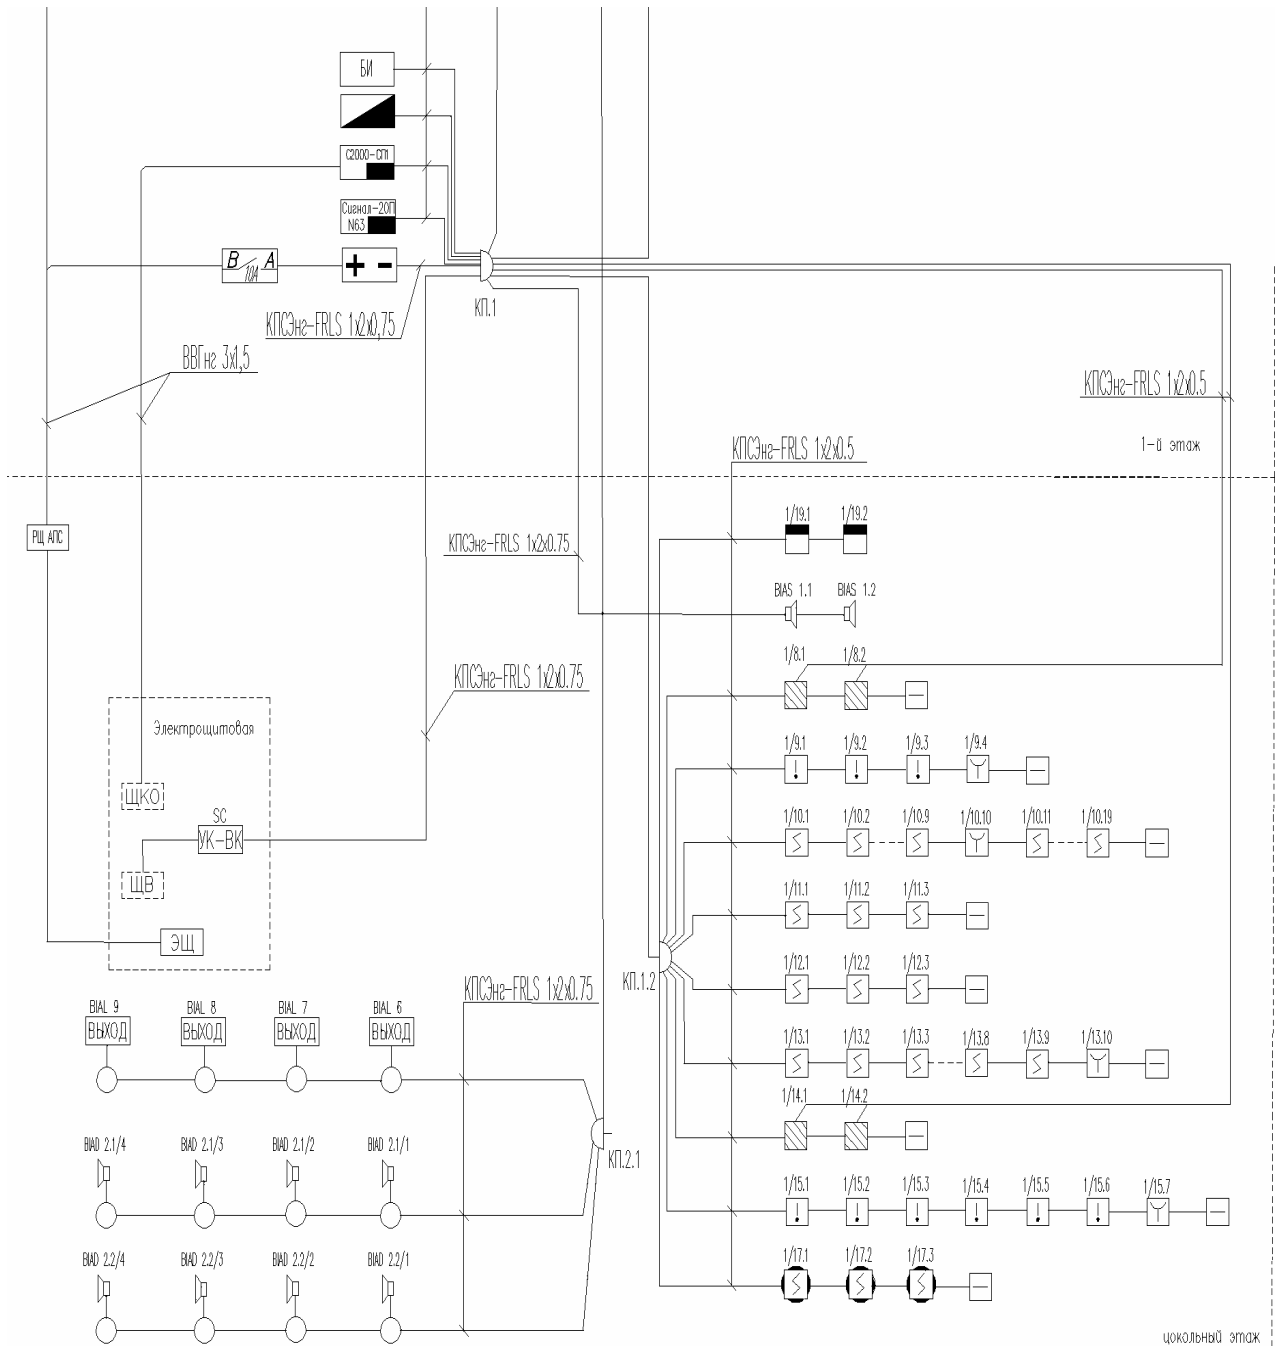 БИ
С2000-СП1
Сигнал-20П
N63
В
А
10А
+ -
КП.1
КПСЭнг-FRLS 1х2х0,75
ВВГнг 3х1,5
КПСЭнг-FRLS 1х2х0.5
1-й этаж
КПСЭнг-FRLS 1х2х0.5
РЩ АПС
КПСЭнг-FRLS 1х2х0.75
1/19.1 1/19.2
BIAS 1.1 BIAS 1.2
1/8.1 1/8.2
КПСЭнг-FRLS 1х2х0.75
Электрощитовая
1/9.1 1/9.2 1/9.3 1/9.4
ЩКО
SC
УК-ВК
1/10.1 1/10.2 1/10.9 1/10.10 1/10.11 1/10.19
ЩВ
1/11.1 1/11.2 1/11.3
ЭЩ
1/12.1 1/12.2 1/12.3
КП.1.2
КПСЭнг-FRLS 1х2х0.75
BIAL 9 BIAL 8 BIAL 7 BIAL 6
ВЫХОД ВЫХОД ВЫХОД ВЫХОД
1/13.1 1/13.2 1/13.3 1/13.8 1/13.9 1/13.10
1/14.1 1/14.2
BIAD 2.1/4 BIAD 2.1/3 BIAD 2.1/2 BIAD 2.1/1
КП.2.1
1/15.1 1/15.2 1/15.3 1/15.4 1/15.5 1/15.6 1/15.7
BIAD 2.2/4 BIAD 2.2/3 BIAD 2.2/2 BIAD 2.2/1
1/17.1 1/17.2 1/17.3
цокольный этаж